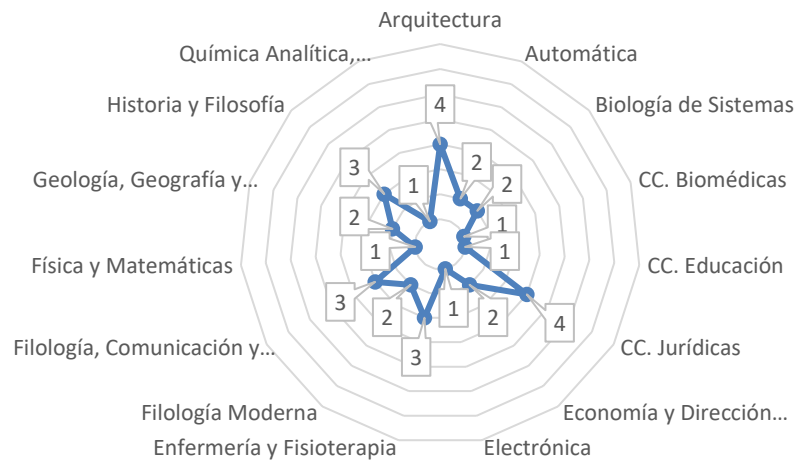 Arquitectura
Química Analítica,...
Automática
Historia y Filosofía
Biología de Sistemas
4
3
2
2
Geología, Geografía y...
1
CC. Biomédicas
2
1
Física y Matemáticas
1
1
CC. Educación
3
2
1
2
4
Filología, Comunicación y...
3
CC. Jurídicas
Filología Moderna
Economía y Dirección...
Enfermería y Fisioterapia
Electrónica